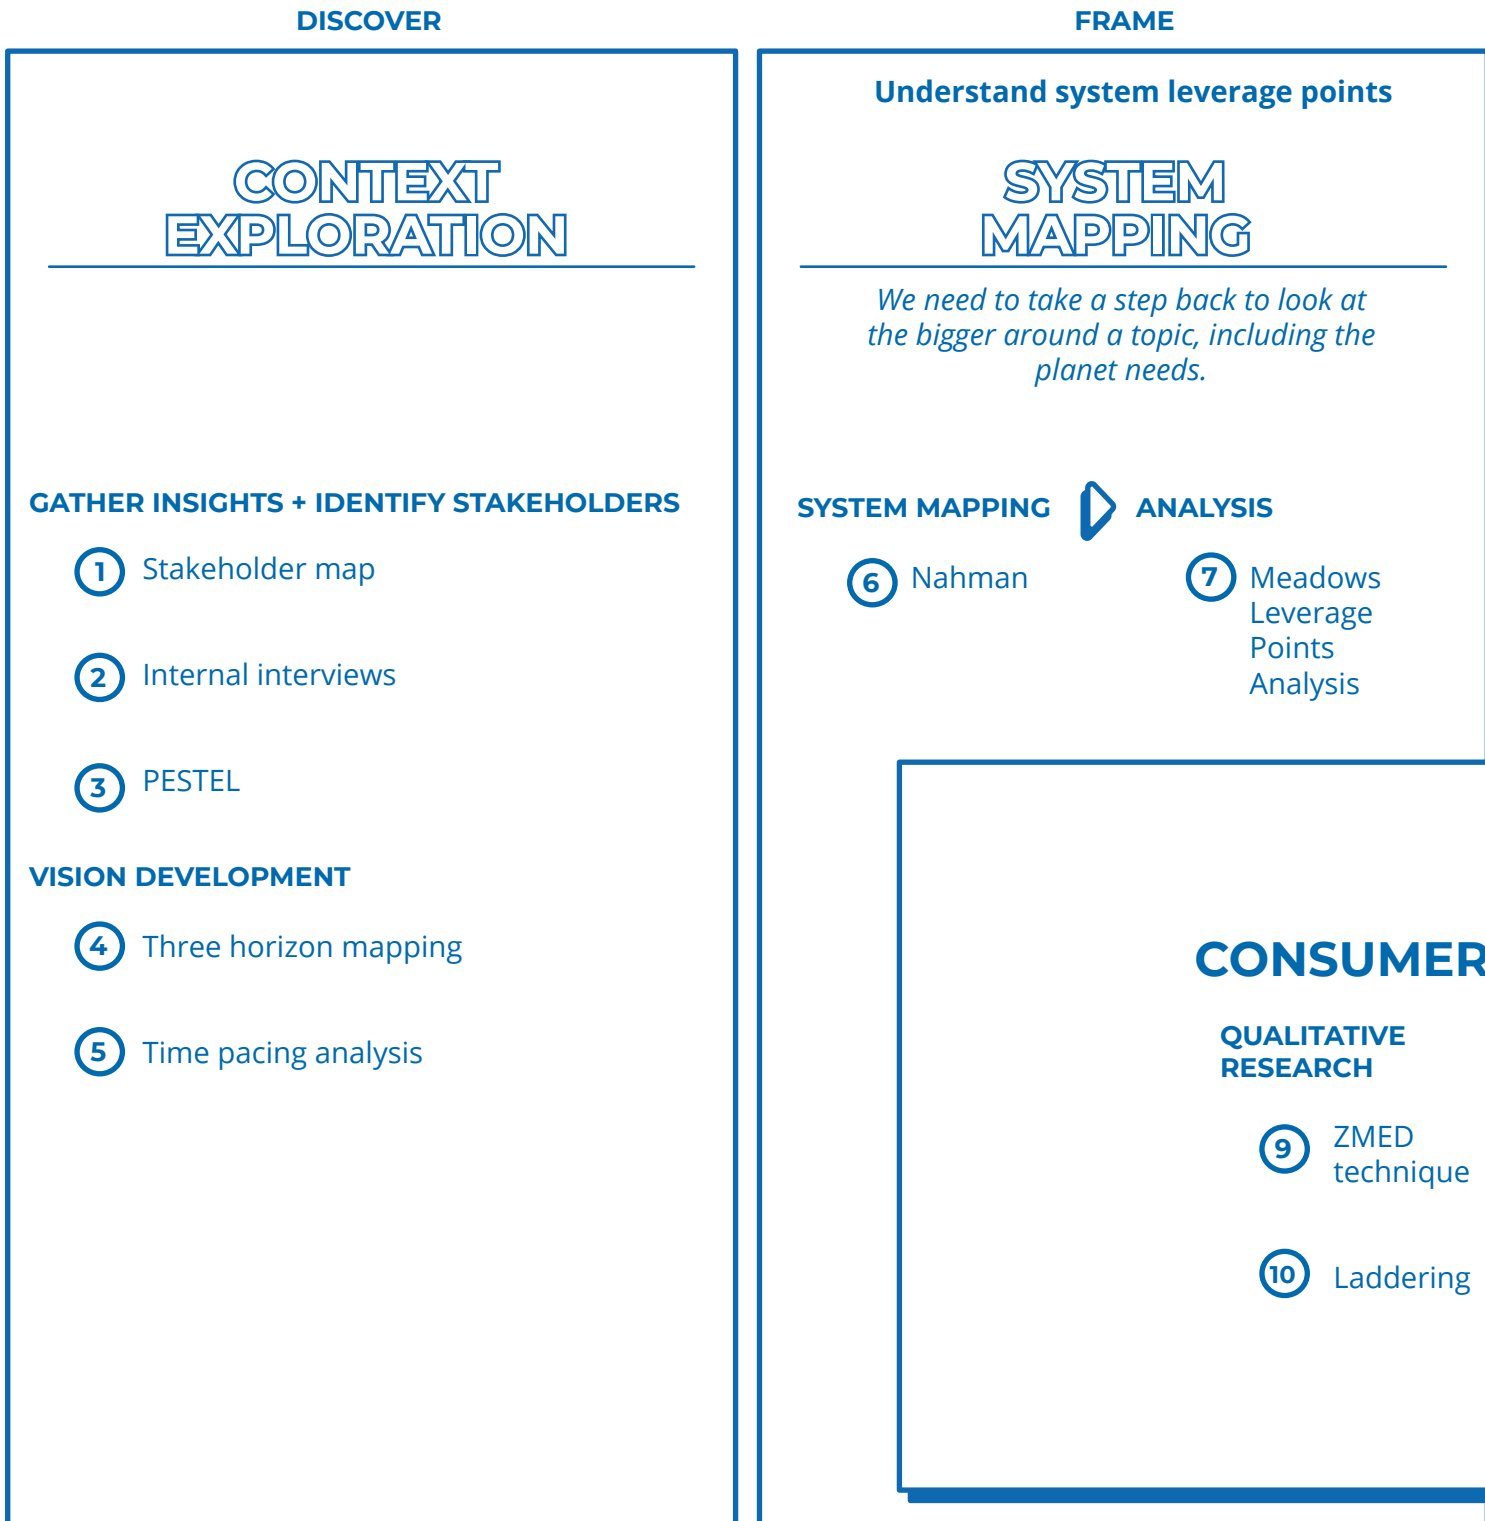 DISCOVER
CONTEXT
EXPLORATION
GATHER INSIGHTS + IDENTIFY STAKEHOLDERS
1 Stakeholder map
2 Internal interviews
3 PESTEL
VISION DEVELOPMENT
4 Three horizon mapping
5 Time pacing analysis
FRAME
Understand system leverage points
SYSTEM
MAPPING
We need to take a step back to look at
the bigger around a topic, including the
planet needs.
SYSTEM MAPPING
6 Nahman
ANALYSIS
7 Meadows
Leverage
Points
Analysis
CONSUMER
QUALITATIVE
RESEARCH
9 ZMED
technique
10 Laddering